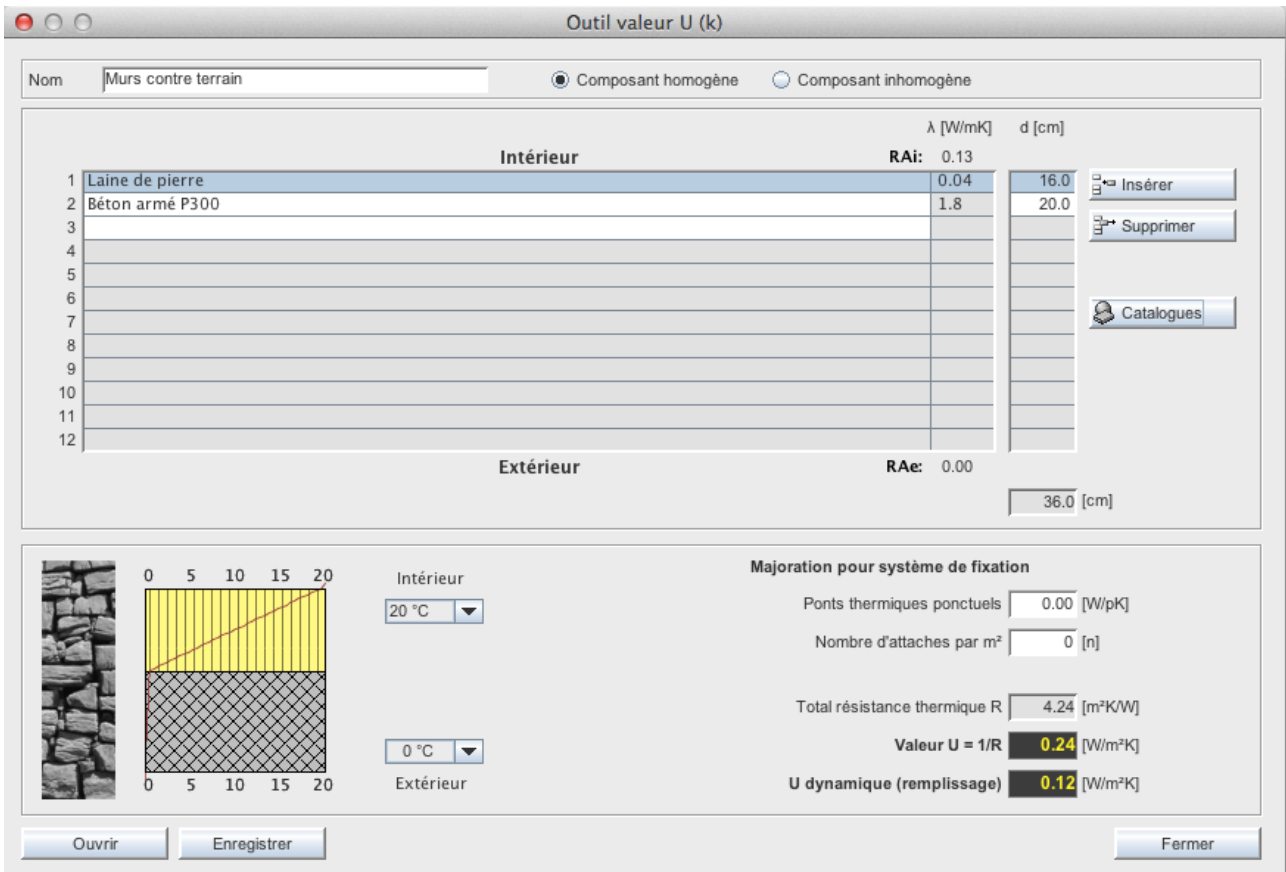 Outil valeur U (k)
Nom Murs contre terrain Composant homogène Composant inhomogène
λ [W/mK] d [cm]
Intérieur RAi: 0.13
1 Laine de pierre 0.04 16.0 Insérer
2 Béton armé P300 1.8 20.0
3 Supprimer
4
5
6
7 Catalogues
8
9
10
11
12
Extérieur RAe: 0.00
36.0 [cm]
Majoration pour système de fixation
0 5 10 15 20 Intérieur
20 °C Ponts thermiques ponctuels 0.00 [W/pK]
Nombre d'attaches par m² 0 [n]
Total résistance thermique R 4.24 [m²K/W]
0 °C Valeur U = 1/R 0.24 [W/m²K]
0 5 10 15 20 Extérieur U dynamique (remplissage) 0.12 [W/m²K]
Ouvrir Enregistrer Fermer